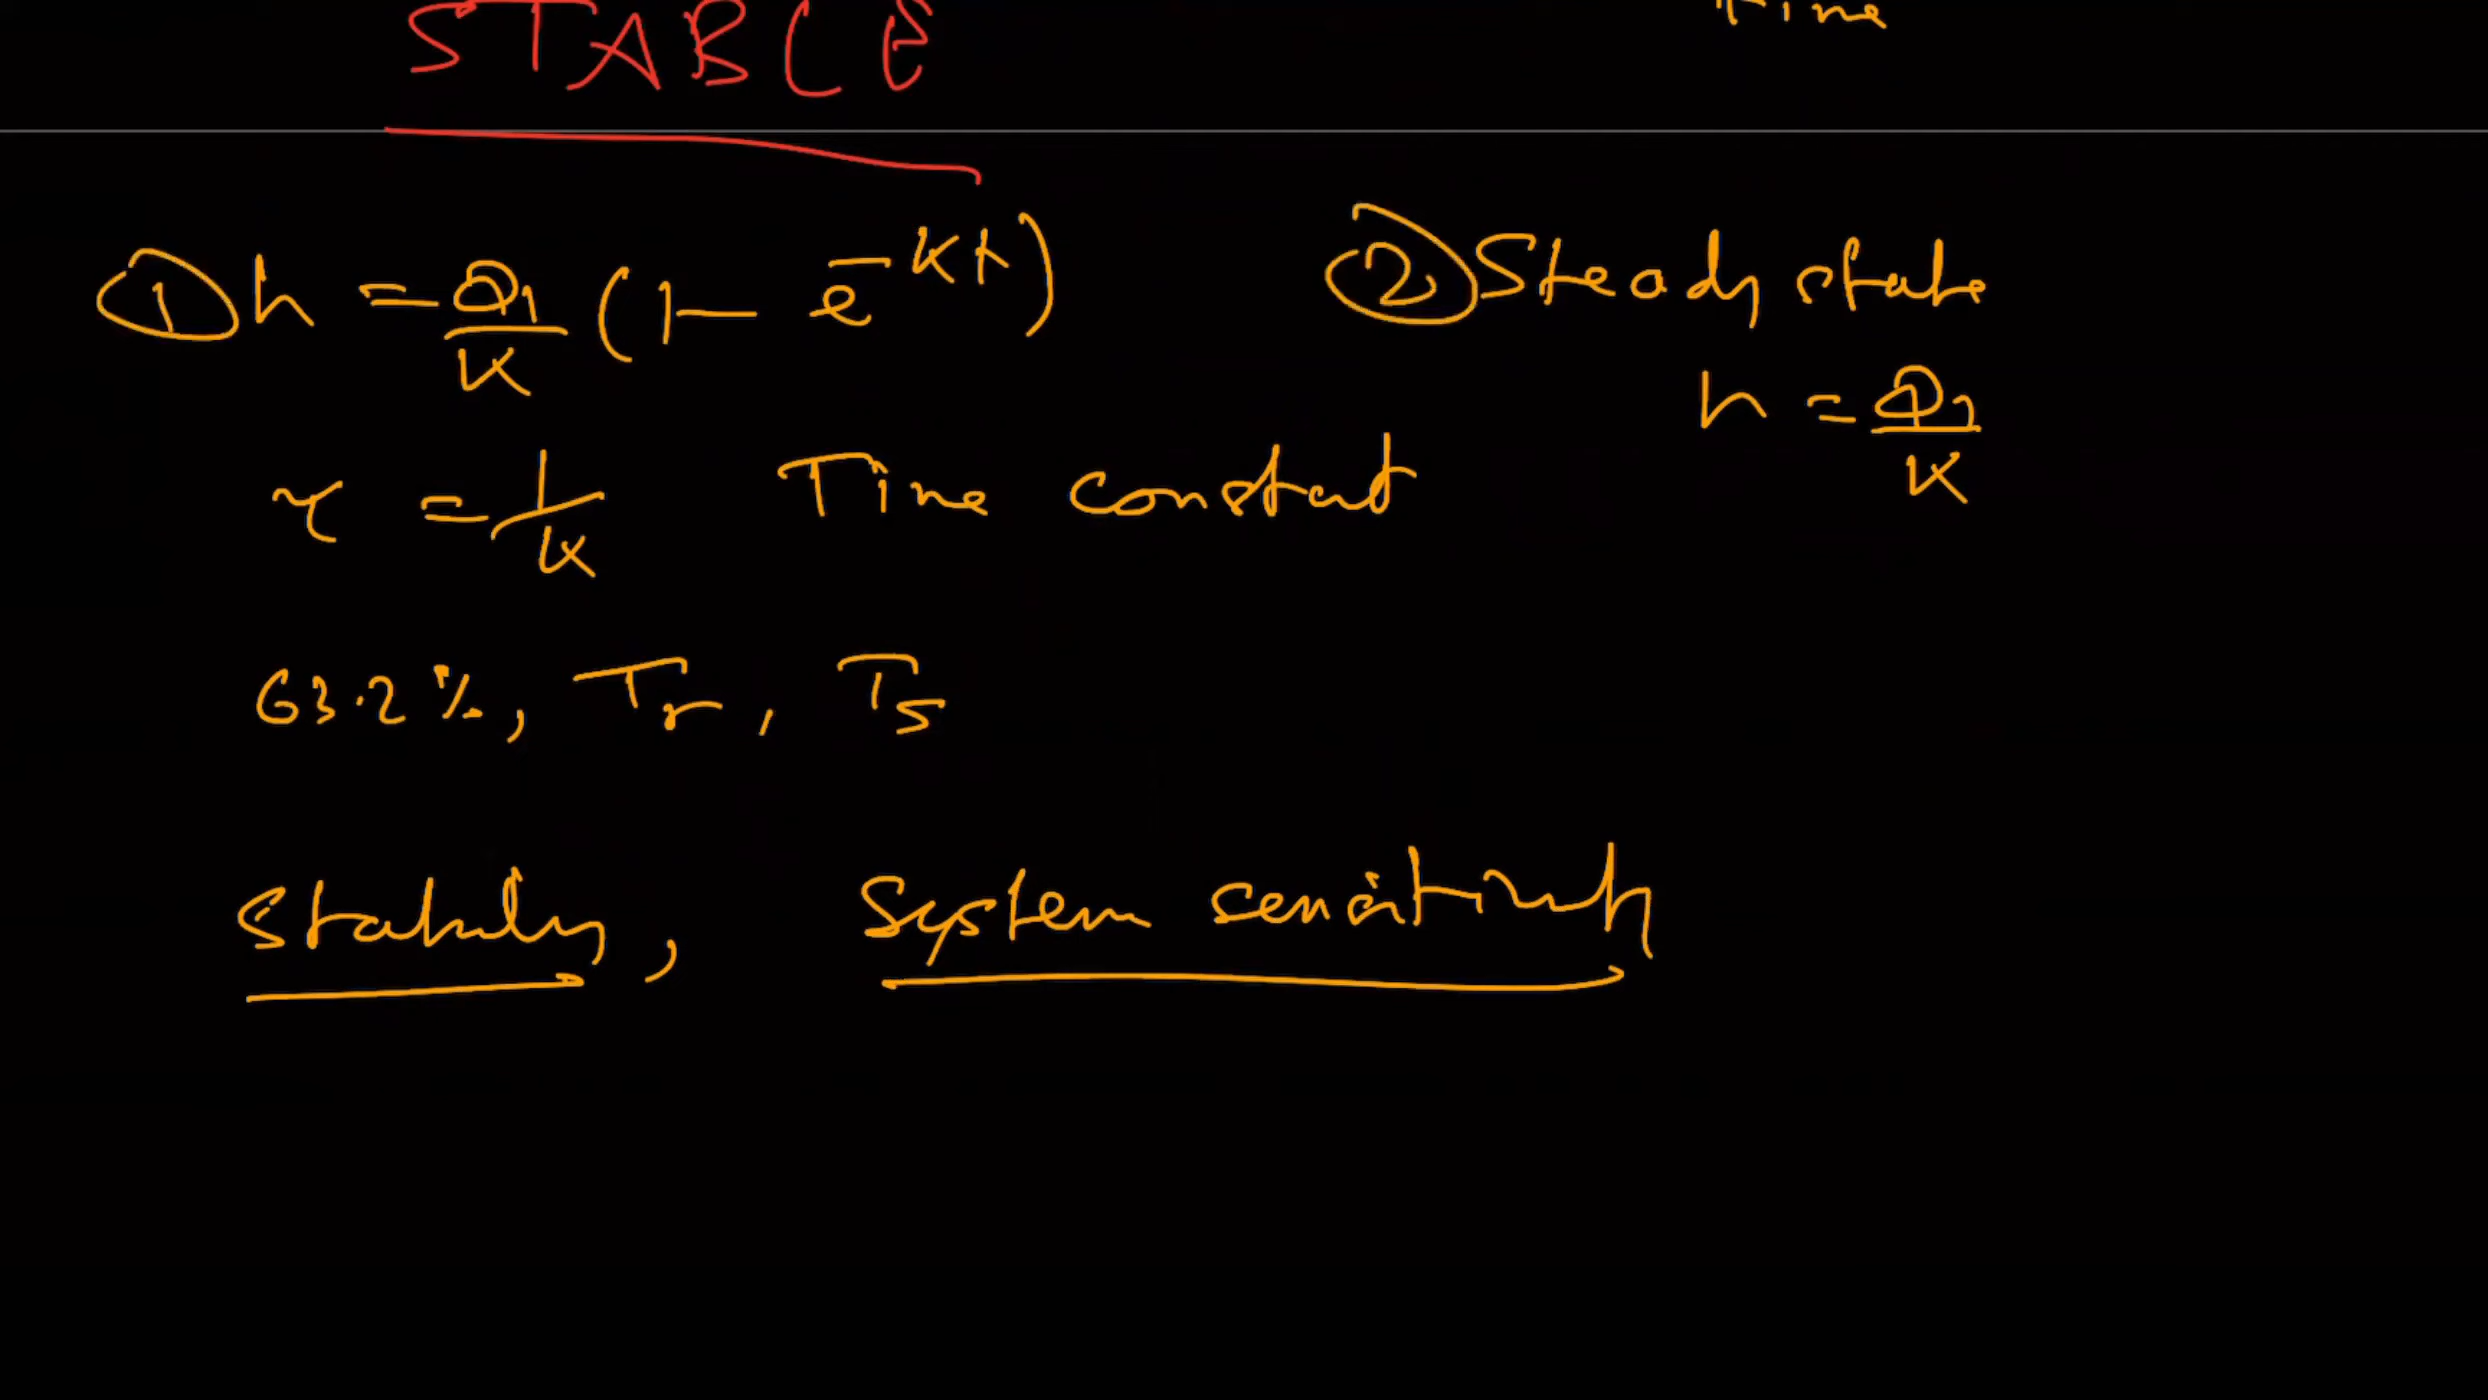 STABLE
Time
① h = Q₁/K (1 - e^-Kt)
② Steady state
h = Q₁/K
τ = 1/K Time constant
63.2%, Tr, Ts
Stability, System sensitivity